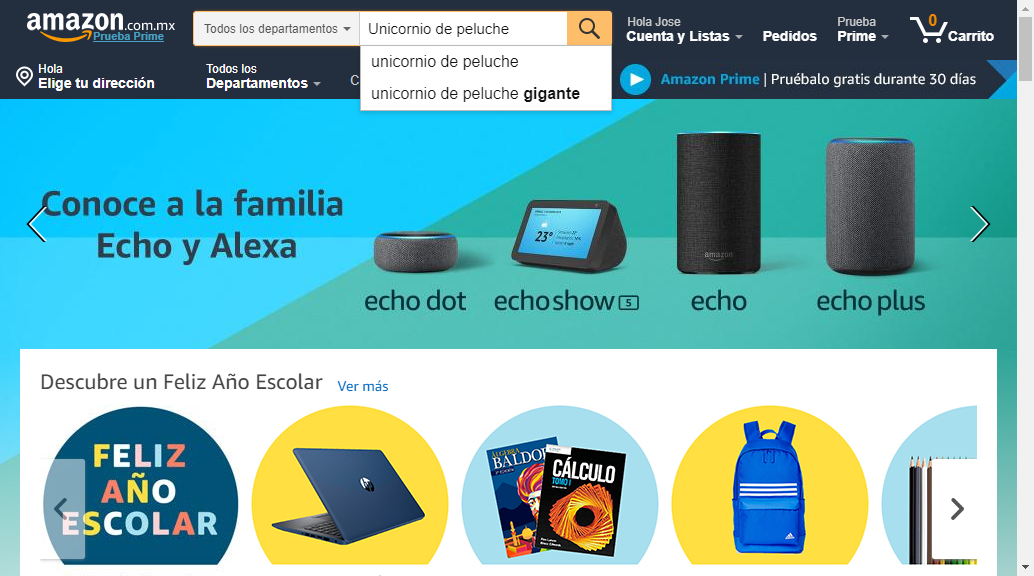 amazon.com.mx
Prueba Prime
Todos los departamentos
Unicornio de peluche
Hola Jose
Cuenta y Listas
Pedidos
Prueba
Prime
0
Carrito
unicornio de peluche
unicornio de peluche gigante
Hola
Elige tu dirección
Todos los
Departamentos
C
Amazon Prime | Pruébalo gratis durante 30 días
Conoce a la familia
Echo y Alexa
23°
amazon
echo dot
echo show 5
echo
echo plus
Descubre un Feliz Año Escolar
Ver más
FELIZ
AÑO
ESCOLAR
hp
ÁLGEBRA
BALDOR
CÁLCULO
TOMO I
adidas